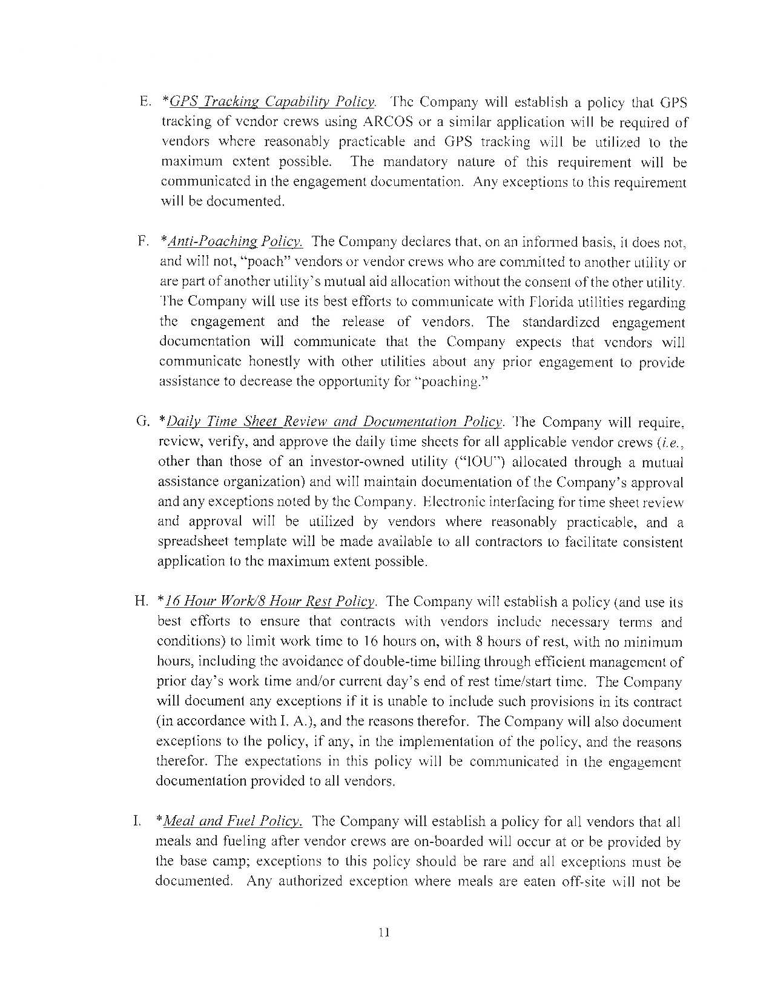 E. *GPS Tracking Capability Policy. The Company will establish a policy that GPS
tracking of vendor crews using ARCOS or a similar application will be required of
vendors where reasonably practicable and GPS tracking will be utilized to the
maximum extent possible. The mandatory nature of this requirement will be
communicated in the engagement documentation. Any exceptions to this requirement
will be documented.
F. *Anti-Poaching Policy. The Company declares that, on an informed basis, it does not,
and will not, “poach” vendors or vendor crews who are committed to another utility or
are part of another utility’s mutual aid allocation without the consent of the other utility.
The Company will use its best efforts to communicate with Florida utilities regarding
the engagement and the release of vendors. The standardized engagement
documentation will communicate that the Company expects that vendors will
communicate honestly with other utilities about any prior engagement to provide
assistance to decrease the opportunity for “poaching.”
G. *Daily Time Sheet Review and Documentation Policy. The Company will require,
review, verify, and approve the daily time sheets for all applicable vendor crews (i.e.,
other than those of an investor-owned utility (“IOU”) allocated through a mutual
assistance organization) and will maintain documentation of the Company’s approval
and any exceptions noted by the Company. Electronic interfacing for time sheet review
and approval will be utilized by vendors where reasonably practicable, and a
spreadsheet template will be made available to all contractors to facilitate consistent
application to the maximum extent possible.
H. *16 Hour Work/8 Hour Rest Policy. The Company will establish a policy (and use its
best efforts to ensure that contracts with vendors include necessary terms and
conditions) to limit work time to 16 hours on, with 8 hours of rest, with no minimum
hours, including the avoidance of double-time billing through efficient management of
prior day’s work time and/or current day’s end of rest time/start time. The Company
will document any exceptions if it is unable to include such provisions in its contract
(in accordance with I. A.), and the reasons therefor. The Company will also document
exceptions to the policy, if any, in the implementation of the policy, and the reasons
therefor. The expectations in this policy will be communicated in the engagement
documentation provided to all vendors.
I. *Meal and Fuel Policy. The Company will establish a policy for all vendors that all
meals and fueling after vendor crews are on-boarded will occur at or be provided by
the base camp; exceptions to this policy should be rare and all exceptions must be
documented. Any authorized exception where meals are eaten off-site will not be
11